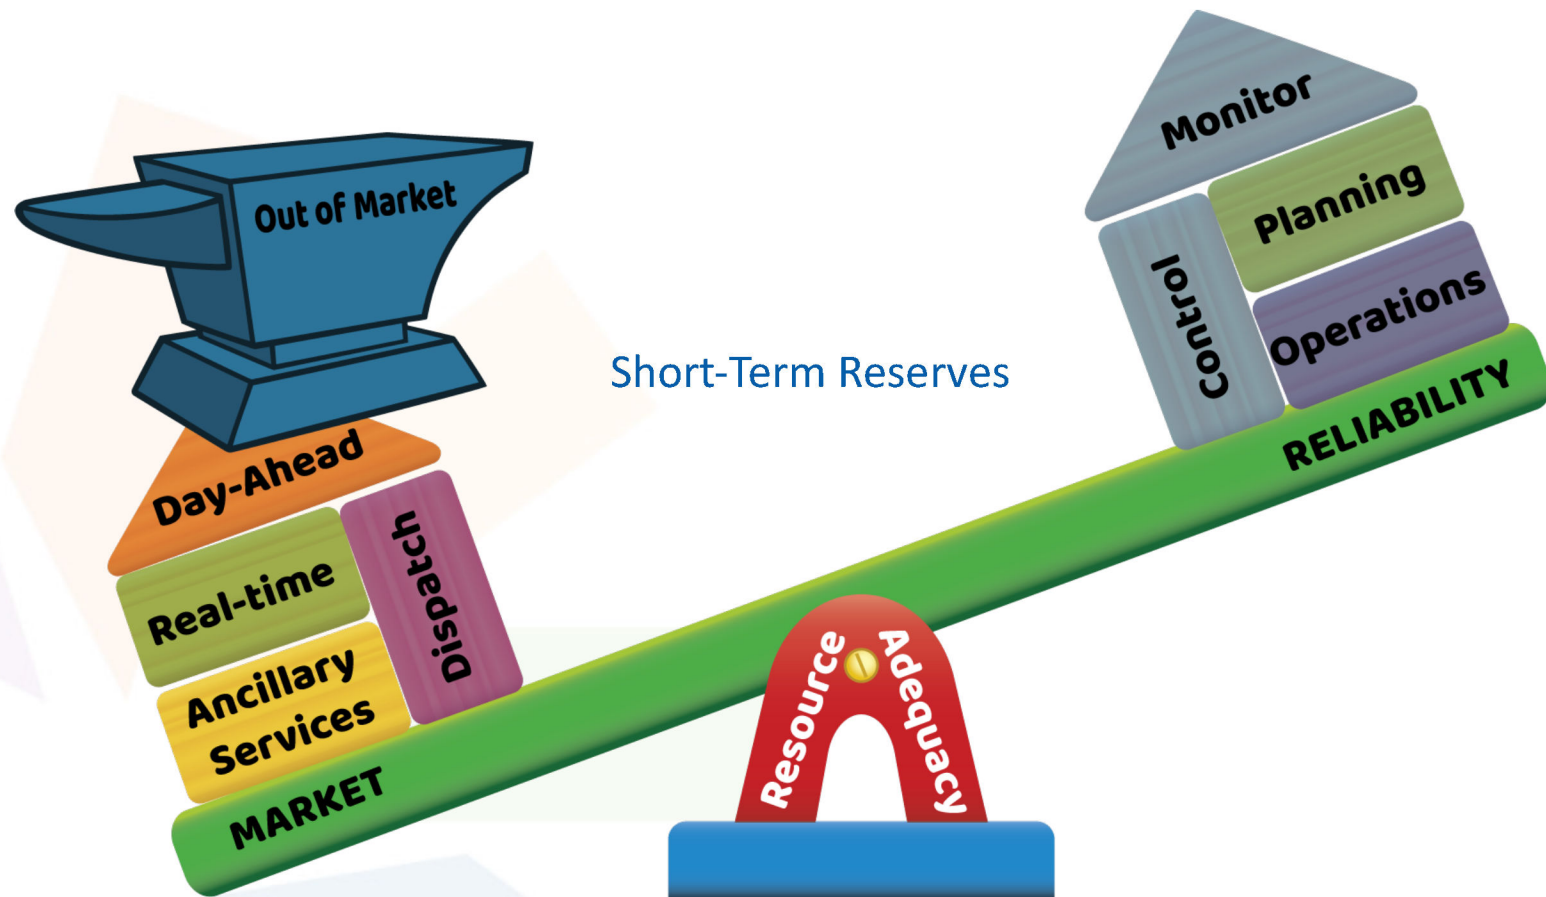 Out of Market
Day-Ahead
Real-time
Dispatch
Ancillary
Services
MARKET
Short-Term Reserves
Resource
Adequacy
Monitor
Planning
Control
Operations
RELIABILITY